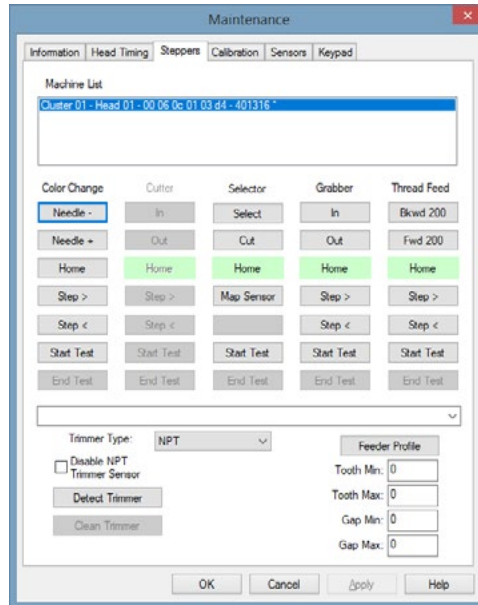 Maintenance
Information Head Timing Steppers Calibration Sensors Keypad
Machine List
Cluster 01 - Head 01 - 00 06 0c 01 03 d4 - 401316 *
Color Change Cutter Selector Grabber Thread Feed
Needle - In Select In Bkwd 200
Needle + Out Cut Out Fwd 200
Home Home Home Home Home
Step > Step > Map Sensor Step > Step >
Step < Step < Step < Step <
Start Test Start Test Start Test Start Test Start Test
End Test End Test End Test End Test End Test
Trimmer Type: NPT Feeder Profile
Disable NPT
Trimmer Sensor
Tooth Min: 0
Detect Trimmer Tooth Max: 0
Clean Trimmer Gap Min: 0
Gap Max: 0
OK Cancel Apply Help